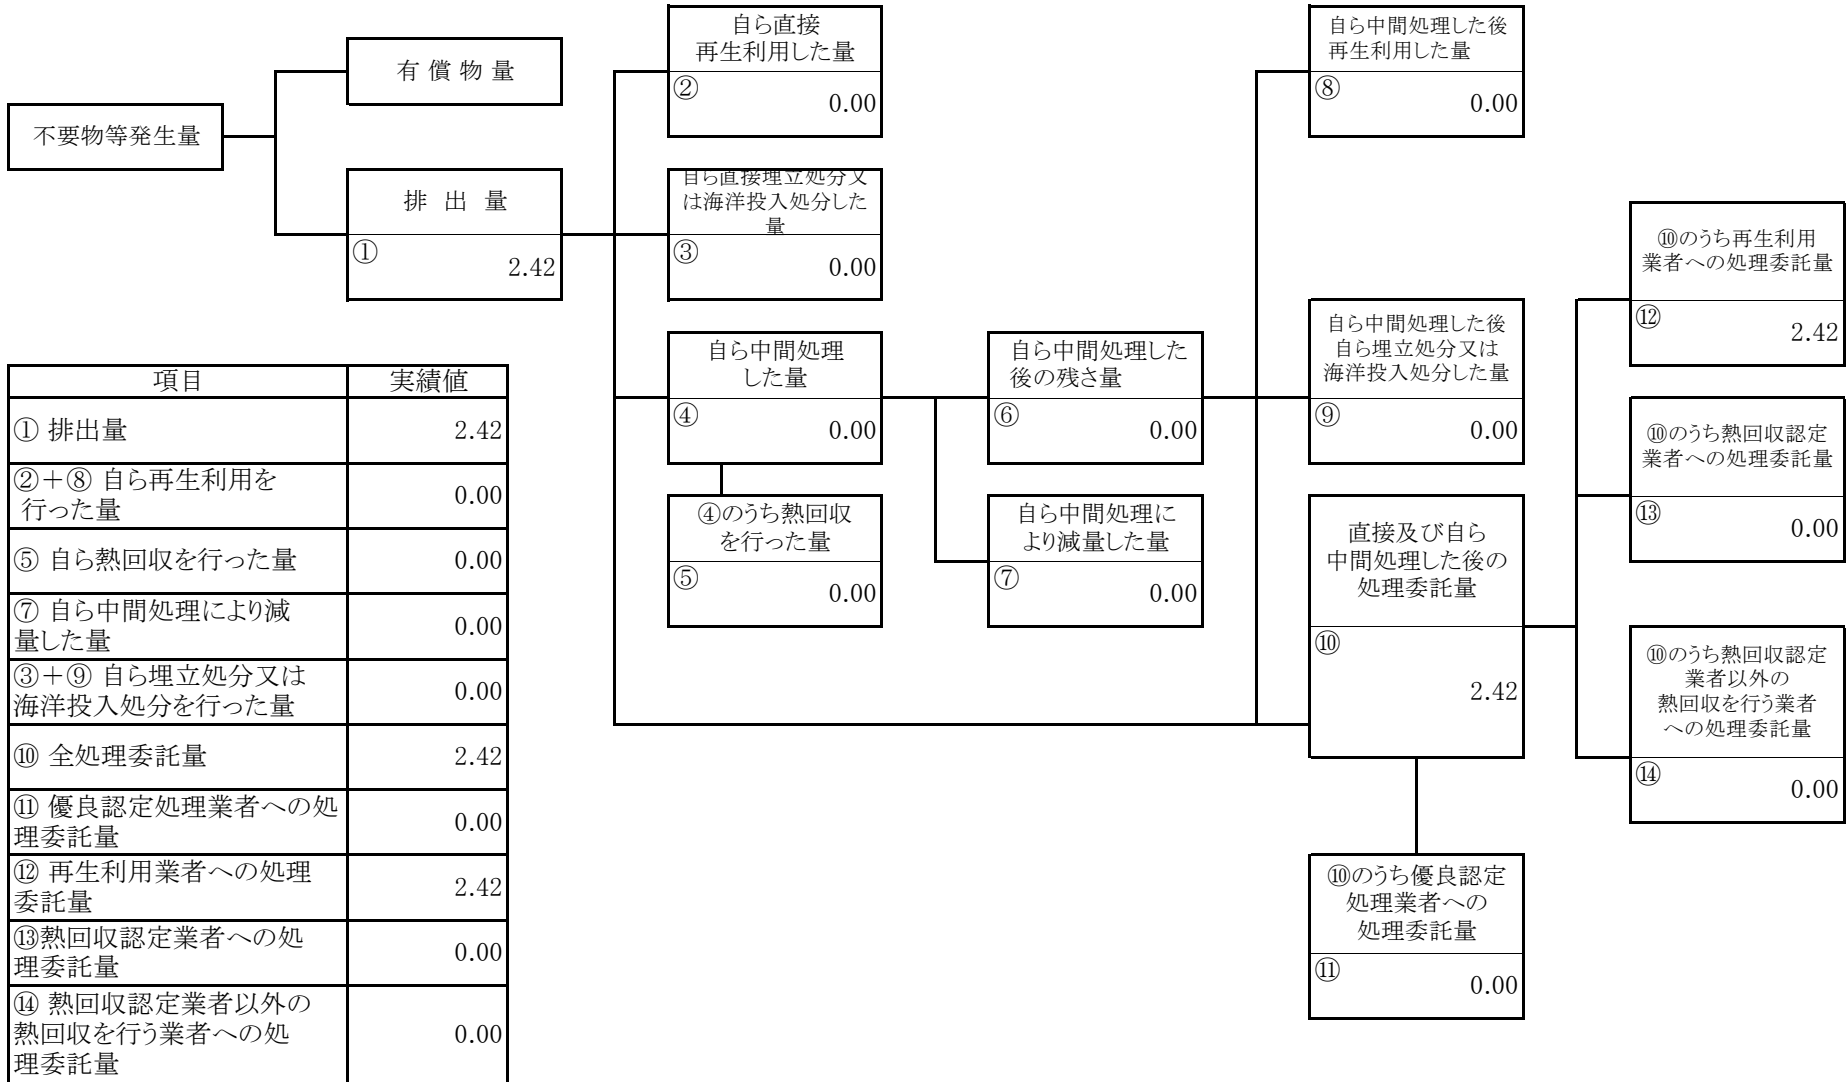 不要物等発生量
有 償 物 量
排 出 量
①
2.42
自ら直接
再生利用した量
②
0.00
自ら直接埋立処分又
は海洋投入処分した
量
③
0.00
自ら中間処理
した量
④
0.00
④のうち熱回収
を行った量
⑤
0.00
自ら中間処理した
後の残さ量
⑥
0.00
自ら中間処理に
より減量した量
⑦
0.00
自ら中間処理した後
再生利用した量
⑧
0.00
自ら中間処理した後
自ら埋立処分又は
海洋投入処分した量
⑨
0.00
直接及び自ら
中間処理した後の
処理委託量
⑩
2.42
⑩のうち優良認定
処理業者への
処理委託量
⑪
0.00
⑩のうち再生利用
業者への処理委託量
⑫
2.42
⑩のうち熱回収認定
業者への処理委託量
⑬
0.00
⑩のうち熱回収認定
業者以外の
熱回収を行う業者
への処理委託量
⑭
0.00
項目 実績値
① 排出量 2.42
②＋⑧ 自ら再生利用を
行った量 0.00
⑤ 自ら熱回収を行った量 0.00
⑦ 自ら中間処理により減
量した量 0.00
③＋⑨ 自ら埋立処分又は
海洋投入処分を行った量 0.00
⑩ 全処理委託量 2.42
⑪ 優良認定処理業者への処
理委託量 0.00
⑫ 再生利用業者への処理
委託量 2.42
⑬熱回収認定業者への処
理委託量 0.00
⑭ 熱回収認定業者以外の
熱回収を行う業者への処 0.00
理委託量